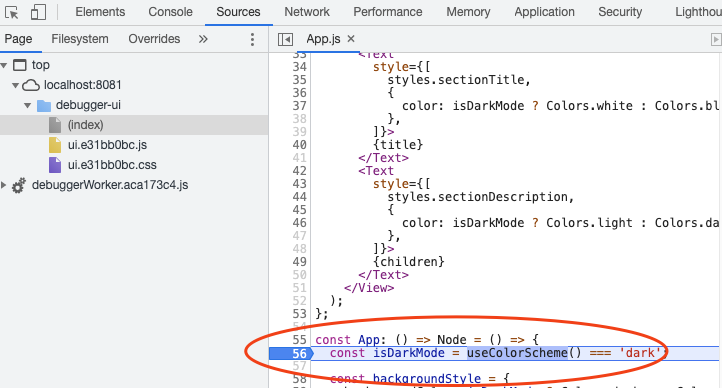 Elements Console Sources Network Performance Memory Application Security Lighthou
Page Filesystem Overrides » App.js ×
top
localhost:8081
debugger-ui
(index)
ui.e31bb0bc.js
ui.e31bb0bc.css
debuggerWorker.aca173c4.js
33 <Text
34 style={[
35 styles.sectionTitle,
36 {
37 color: isDarkMode ? Colors.white : Colors.bl
38 },
39 ]}>
40 {title}
41 </Text>
42 <Text
43 style={[
44 styles.sectionDescription,
45 {
46 color: isDarkMode ? Colors.light : Colors.da
47 },
48 ]}>
49 {children}
50 </Text>
51 </View>
52 );
53 };
54
55 const App: () => Node = () => {
56 const isDarkMode = useColorScheme() === 'dark';
57
58 const backgroundStyle = {